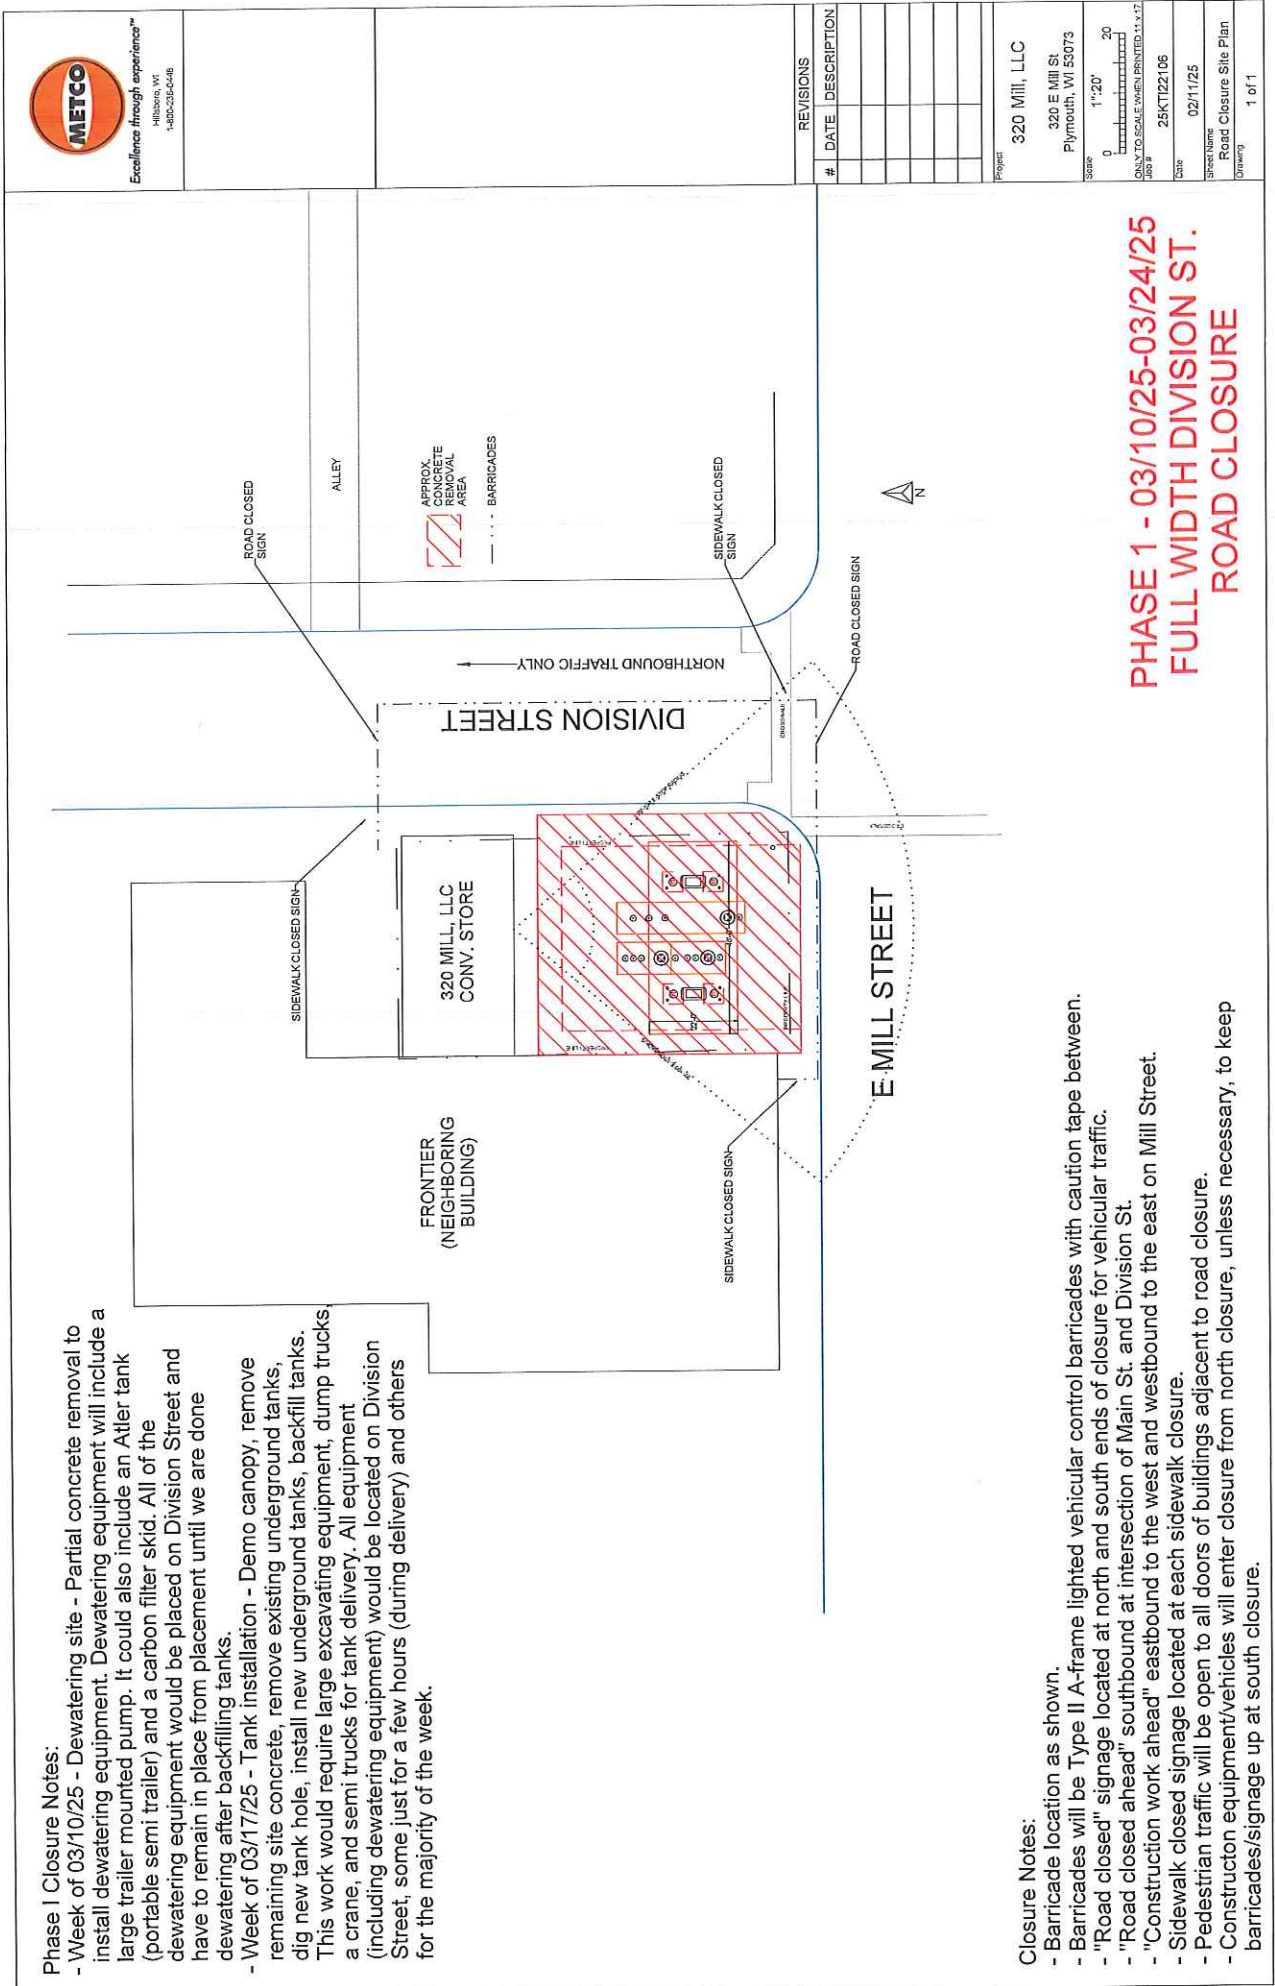 Phase I Closure Notes:
- Week of 03/10/25 - Dewatering site - Partial concrete removal to
install dewatering equipment. Dewatering equipment will include a
large trailer mounted pump. It could also include an Atler tank
(portable semi trailer) and a carbon filter skid. All of the
dewatering equipment would be placed on Division Street and
have to remain in place from placement until we are done
dewatering after backfilling tanks.
- Week of 03/17/25 - Tank installation - Demo canopy, remove
remaining site concrete, remove existing underground tanks,
dig new tank hole, install new underground tanks, backfill tanks.
This work would require large excavating equipment, dump trucks,
a crane, and semi trucks for tank delivery. All equipment
(including dewatering equipment) would be located on Division
Street, some just for a few hours (during delivery) and others
for the majority of the week.
FRONTIER
(NEIGHBORING
BUILDING)
SIDEWALK CLOSED SIGN
320 MILL, LLC
CONV. STORE
SIDEWALK CLOSED SIGN
PROPERTY LINE
PROPERTY LINE
PROPERTY LINE
E MILL STREET
DIVISION STREET
NORTHBOUND TRAFFIC ONLY
CROSSWALK
CROSSWALK
ROAD CLOSED
SIGN
ALLEY
APPROX.
CONCRETE
REMOVAL
AREA
BARRICADES
SIDEWALK CLOSED
SIGN
ROAD CLOSED SIGN
N
Closure Notes:
- Barricade location as shown.
- Barricades will be Type II A-frame lighted vehicular control barricades with caution tape between.
- "Road closed" signage located at north and south ends of closure for vehicular traffic.
- "Road closed ahead" southbound at intersection of Main St. and Division St.
- "Construction work ahead" eastbound to the west and westbound to the east on Mill Street.
- Sidewalk closed signage located at each sidewalk closure.
- Pedestrian traffic will be open to all doors of buildings adjacent to road closure.
- Constructon equipment/vehicles will enter closure from north closure, unless necessary, to keep
barricades/signage up at south closure.
PHASE 1 - 03/10/25-03/24/25
FULL WIDTH DIVISION ST.
ROAD CLOSURE
METCO
Excellence through experience™
Hillsboro, WI
1-800-236-0448
REVISIONS
# DATE DESCRIPTION
Project
320 Mill, LLC
320 E Mill St
Plymouth, WI 53073
Scale
1":20'
0 20
ONLY TO SCALE WHEN PRINTED 11 x 17
Job #
25KTI22106
Date
02/11/25
Sheet Name
Road Closure Site Plan
Drawing
1 of 1